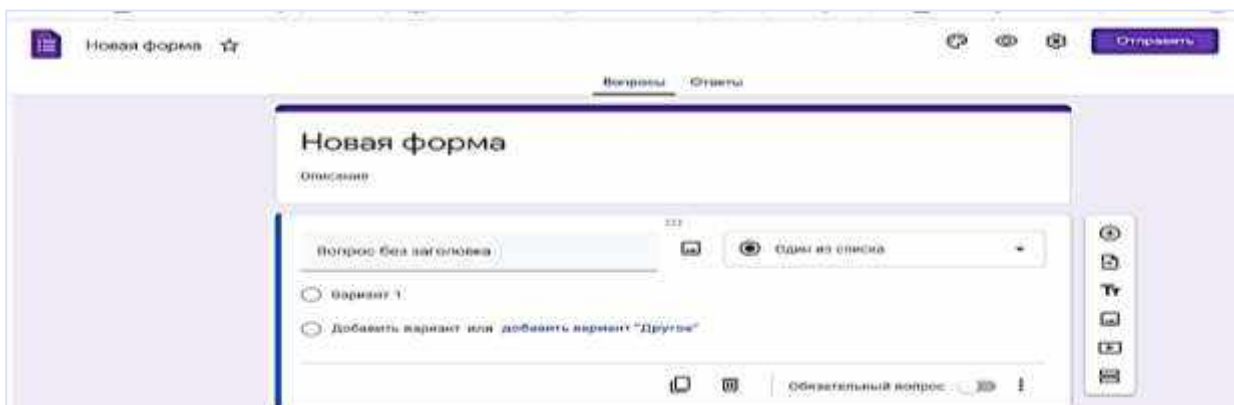 Новая форма
Отправить
Вопросы Ответы
Новая форма
Описание
Вопрос без заголовка
Один из списка
Вариант 1
Добавить вариант или добавить вариант "Другое"
Tт
Обязательный вопрос